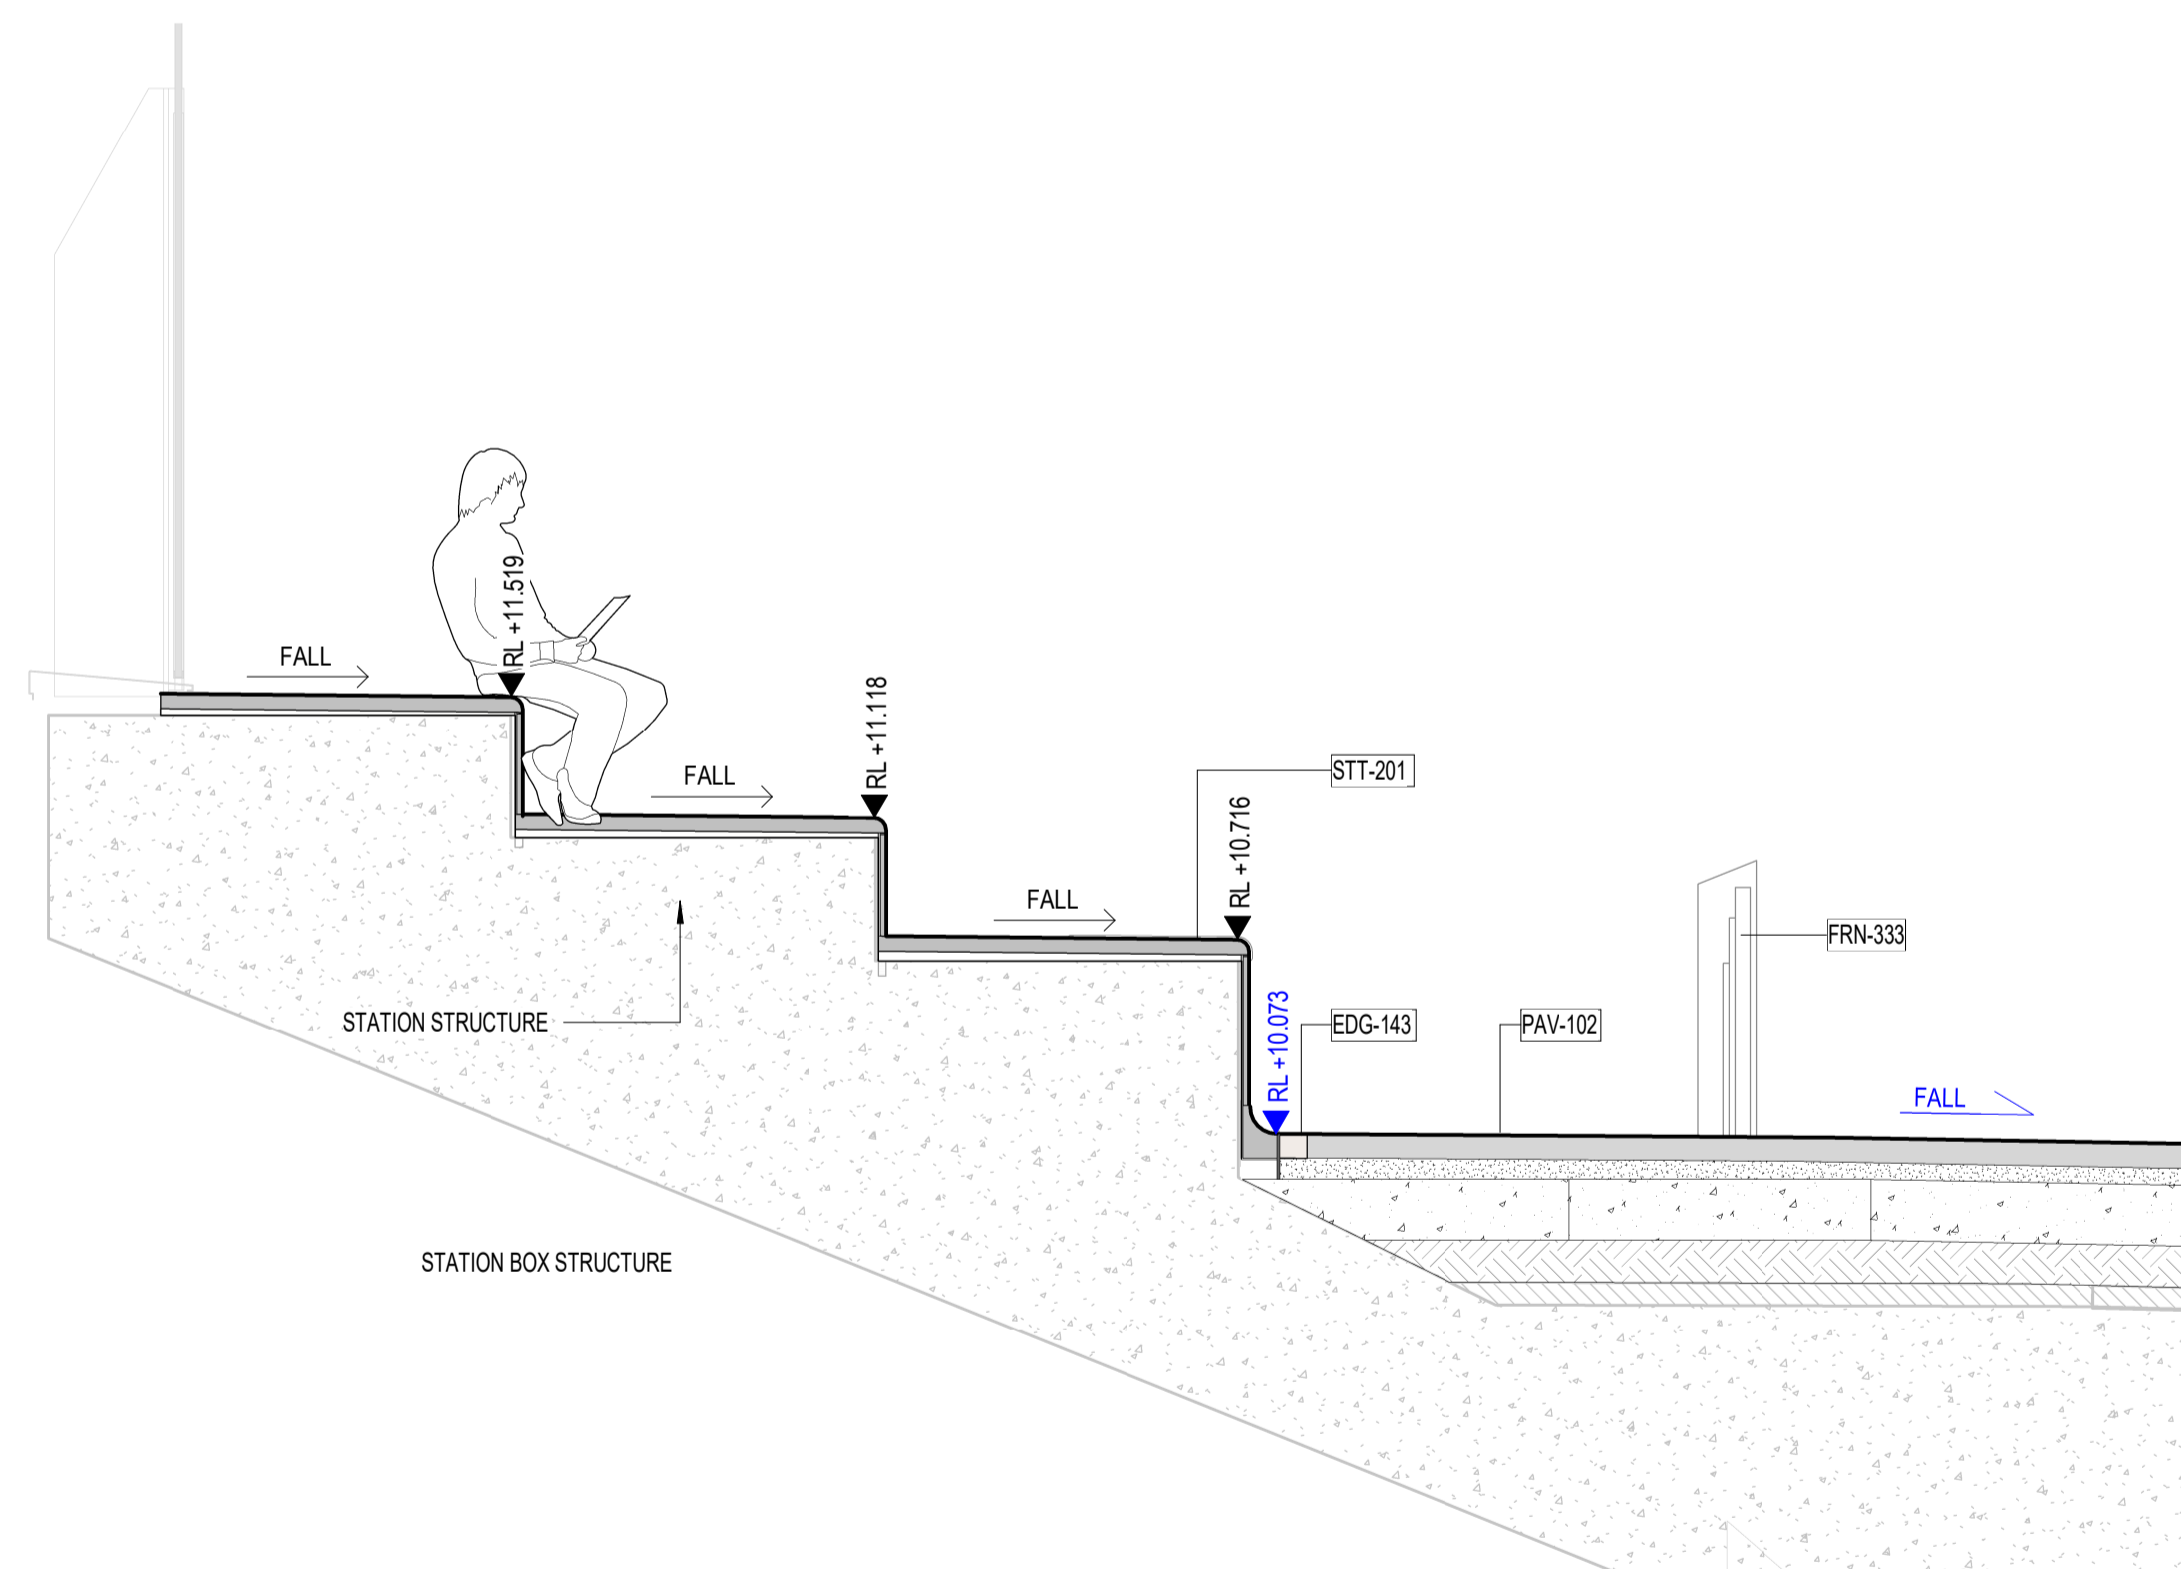 RL +11.519
FALL
RL +11.118
FALL
STT-201
RL +10.716
FALL
FRN-333
STATION STRUCTURE
RL +10.073
EDG-143
PAV-102
FALL
STATION BOX STRUCTURE